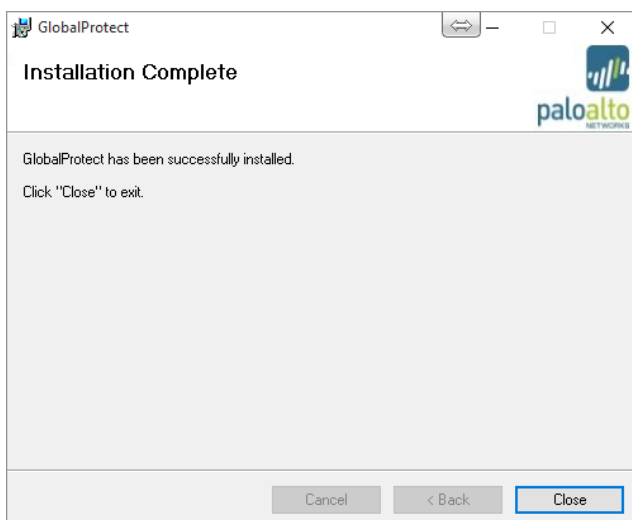 GlobalProtect
Installation Complete
paloalto
NETWORKS
GlobalProtect has been successfully installed.
Click "Close" to exit.
Cancel
< Back
Close